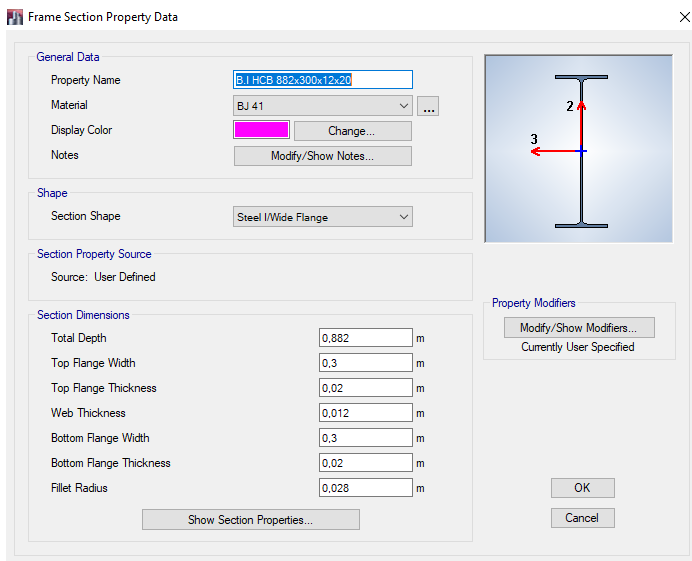 Frame Section Property Data
General Data
Property Name B.I HCB 882x300x12x20
Material BJ 41 ...
Display Color Change...
Notes Modify/Show Notes...
2
3
Shape
Section Shape Steel I/Wide Flange
Section Property Source
Source: User Defined
Property Modifiers
Modify/Show Modifiers...
Currently User Specified
Section Dimensions
Total Depth 0,882 m
Top Flange Width 0,3 m
Top Flange Thickness 0,02 m
Web Thickness 0,012 m
Bottom Flange Width 0,3 m
Bottom Flange Thickness 0,02 m
Fillet Radius 0,028 m
Show Section Properties...
OK
Cancel